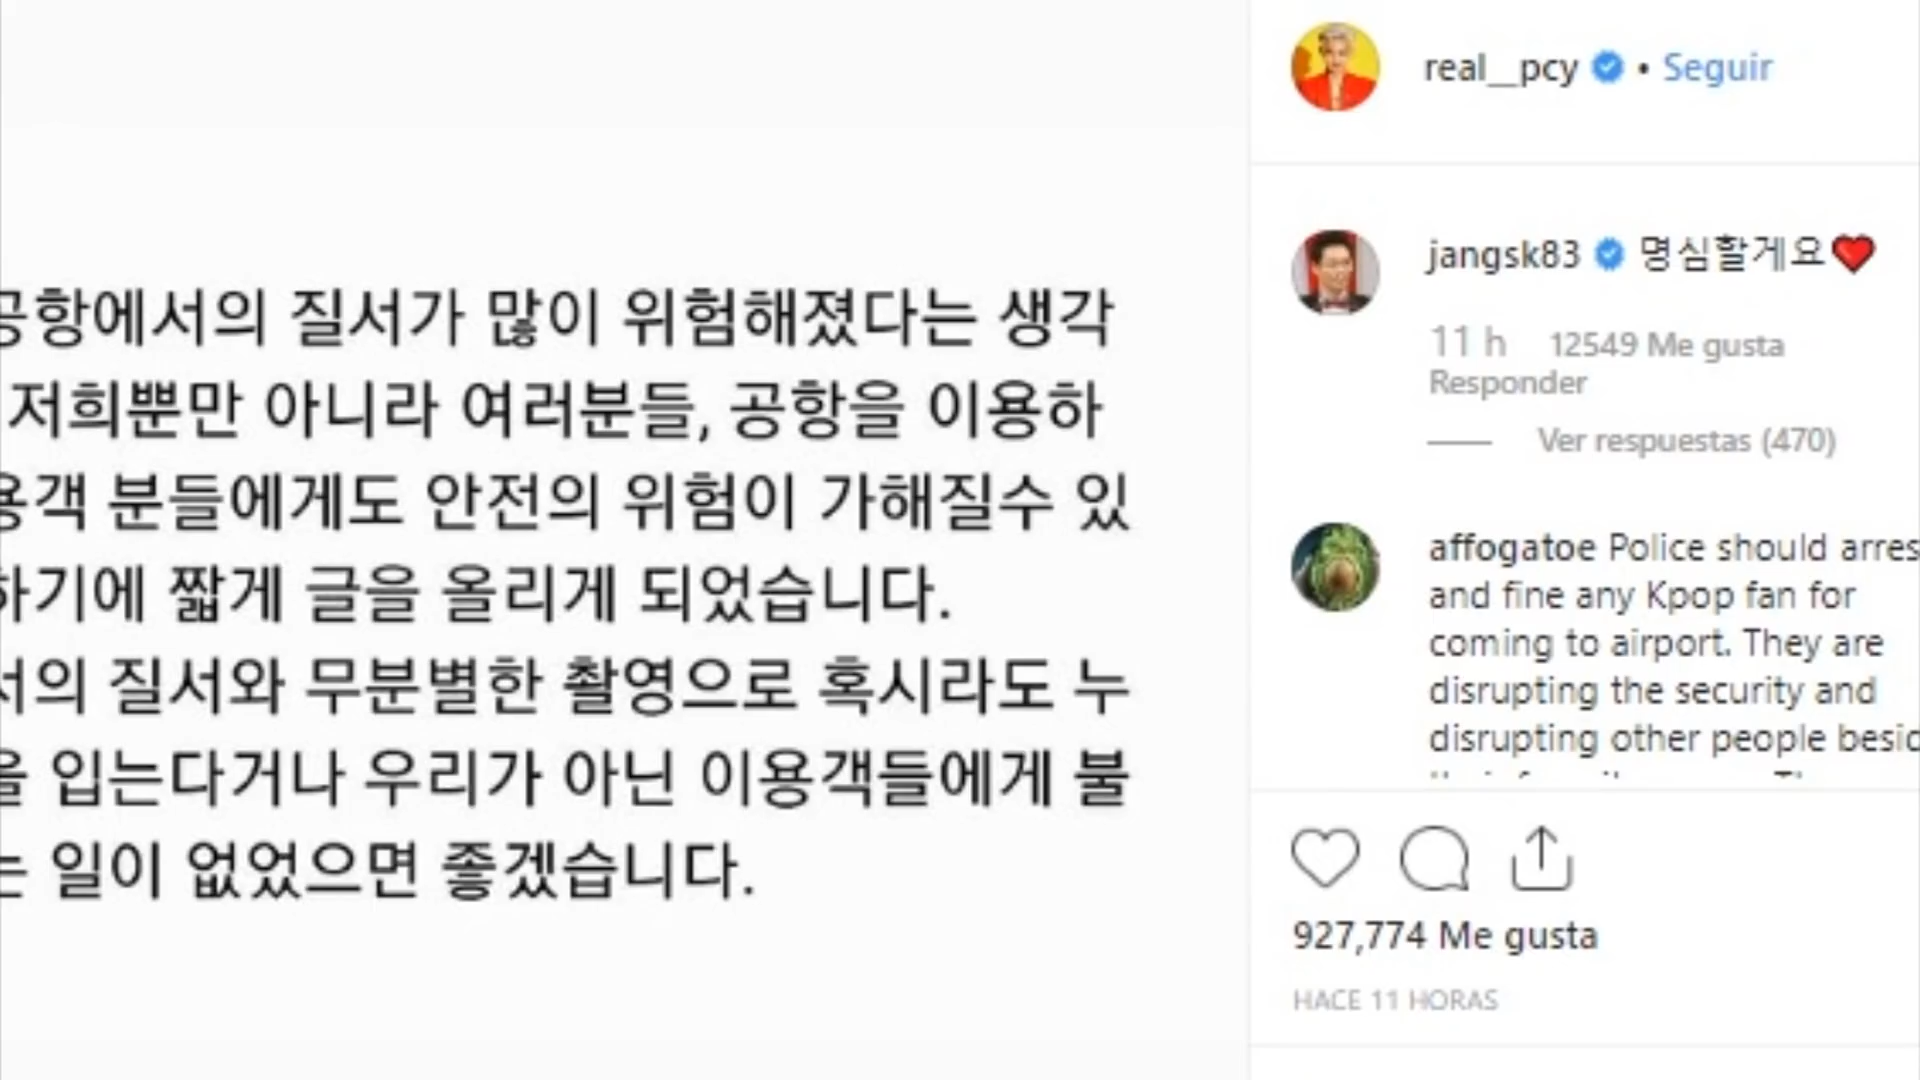 공항에서의 질서가 많이 위험해졌다는 생각
저희뿐만 아니라 여러분들, 공항을 이용하
용객 분들에게도 안전의 위험이 가해질수 있
하기에 짧게 글을 올리게 되었습니다.
서의 질서와 무분별한 촬영으로 혹시라도 누
을 입는다거나 우리가 아닌 이용객들에게 불
는 일이 없었으면 좋겠습니다.
real__pcy • Seguir
jangsk83 명심할게요❤️
11 h 12549 Me gusta
Responder
Ver respuestas (470)
affogatoe Police should arres
and fine any Kpop fan for
coming to airport. They are
disrupting the security and
disrupting other people besid
927,774 Me gusta
HACE 11 HORAS